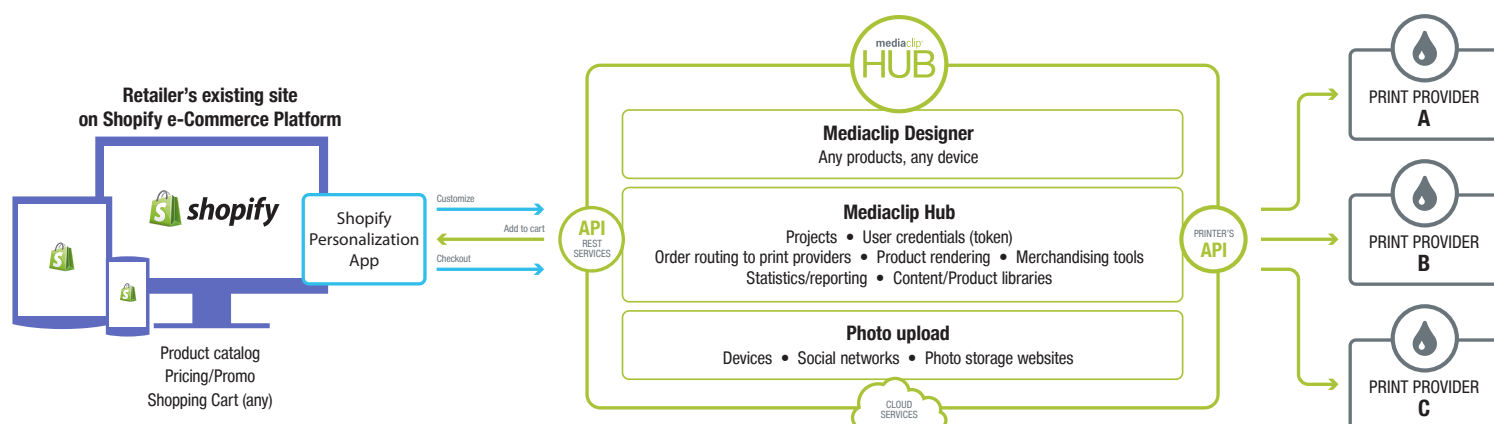 Retailer's existing site
on Shopify e-Commerce Platform
shopify
Shopify
Personalization
App
Product catalog
Pricing/Promo
Shopping Cart (any)
Customize
Add to cart
Checkout
API
REST
SERVICES
mediaclip
HUB
Mediaclip Designer
Any products, any device
Mediaclip Hub
Projects • User credentials (token)
Order routing to print providers • Product rendering • Merchandising tools
Statistics/reporting • Content/Product libraries
Photo upload
Devices • Social networks • Photo storage websites
CLOUD
SERVICES
PRINTER'S
API
PRINT PROVIDER
A
PRINT PROVIDER
B
PRINT PROVIDER
C